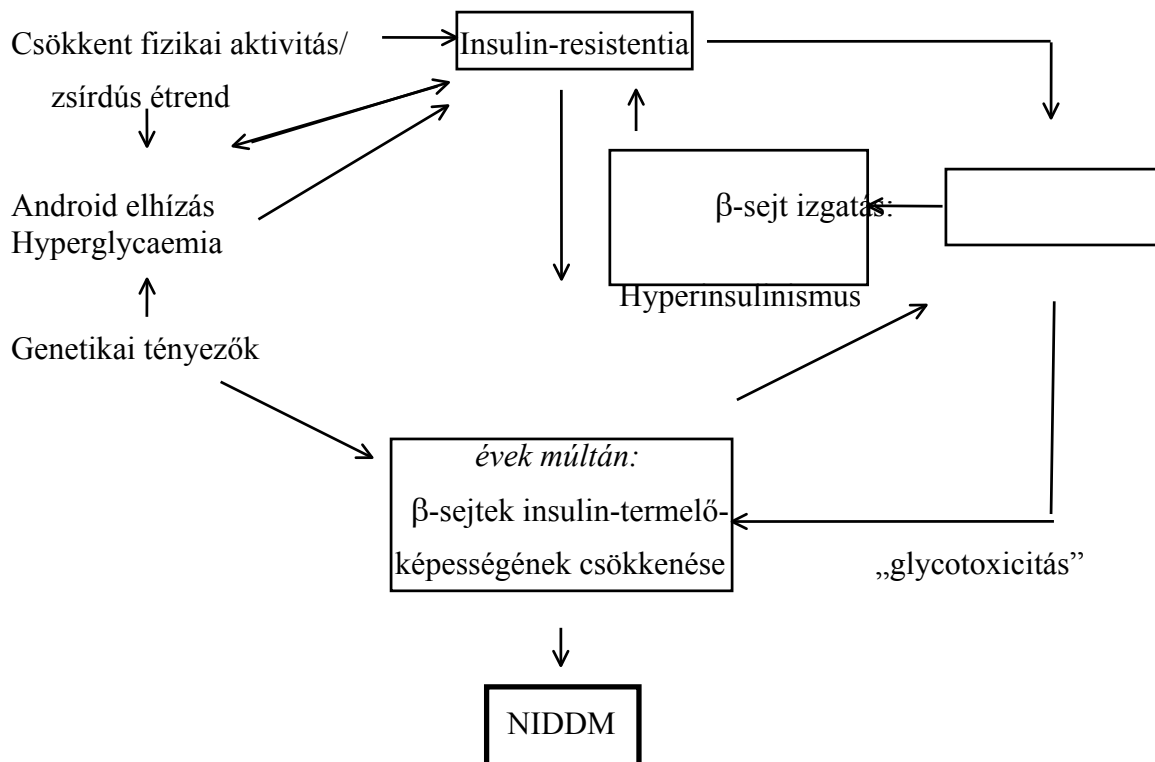 Csökkent fizikai aktivitás/
zsírdús étrend
Insulin-resistentia
Android elhízás
Hyperglycaemia
β-sejt izgatás:
Hyperinsulinismus
Genetikai tényezők
évek múltán:
β-sejtek insulin-termelő-
képességének csökkenése
„glycotoxicitás”
NIDDM